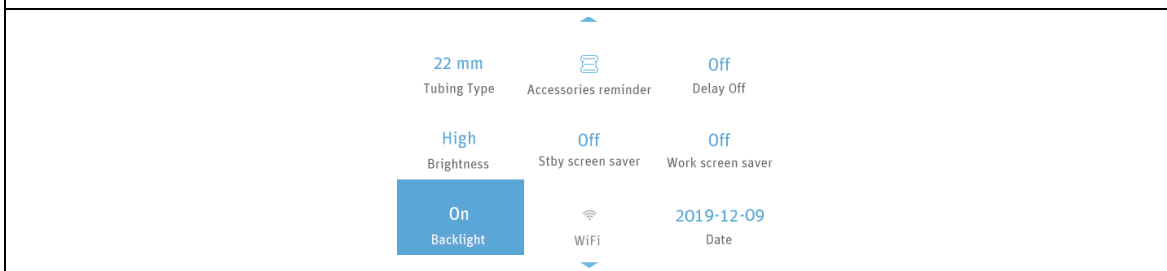 22 mm
Tubing Type
Accessories reminder
Off
Delay Off
High
Brightness
Off
Stby screen saver
Off
Work screen saver
On
Backlight
WiFi
2019-12-09
Date